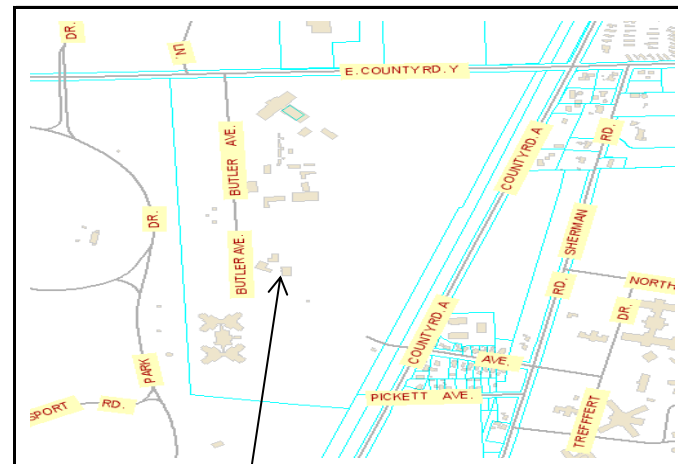 DR.
LN.
E. COUNTY RD. Y
BUTLER AVE.
COUNTY RD. A
RD.
DR.
SHERMAN
BUTLER AVE.
NORTH
RD.
DR.
COUNTY RD. A
AVE.
PARK
PICKETT AVE.
SPORT RD.
TREFFERT